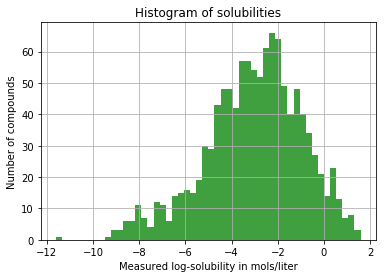 Histogram of solubilities
Number of compounds
60
50
40
30
20
10
0
−12 −10 −8 −6 −4 −2 0 2
Measured log-solubility in mols/liter